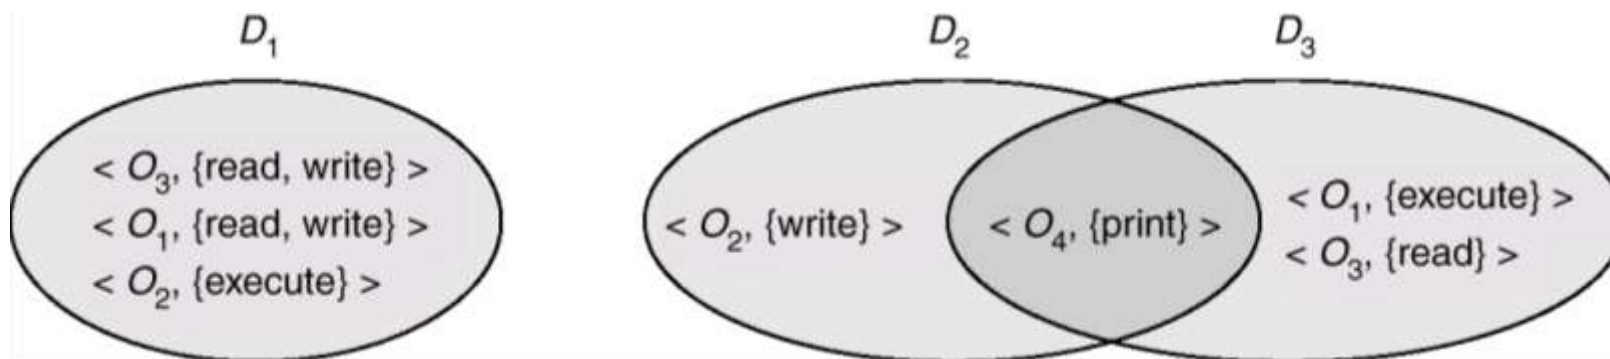 D₁
D₂
D₃
< O₃, {read, write} >
< O₁, {read, write} >
< O₂, {execute} >
< O₂, {write} >
< O₄, {print} >
< O₁, {execute} >
< O₃, {read} >